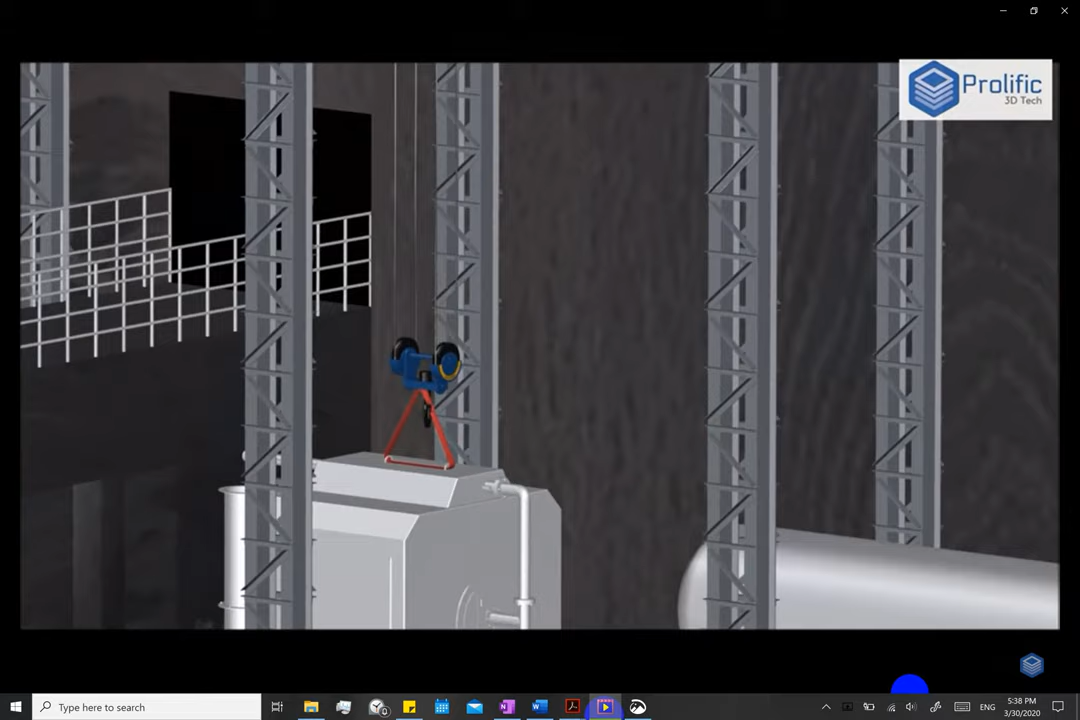 Prolific
3D Tech
Type here to search
ENG
5:38 PM
3/30/2020